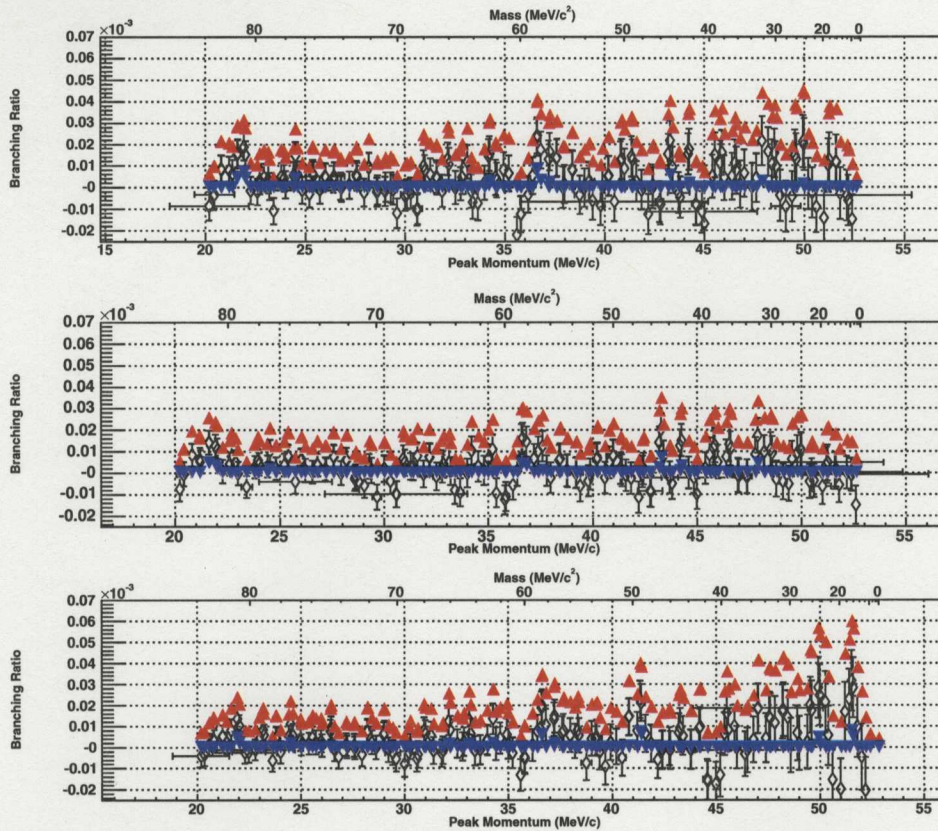 Mass (MeV/c²)
×10⁻³ 80 70 60 50 40 30 20 0
0.07
0.06
0.05
0.04
0.03
0.02
0.01
-0
-0.01
-0.02
Branching Ratio
15 20 25 30 35 40 45 50 55
Peak Momentum (MeV/c)
Mass (MeV/c²)
×10⁻³ 80 70 60 50 40 30 20 0
0.07
0.06
0.05
0.04
0.03
0.02
0.01
-0
-0.01
-0.02
Branching Ratio
20 25 30 35 40 45 50 55
Peak Momentum (MeV/c)
Mass (MeV/c²)
×10⁻³ 80 70 60 50 40 30 20 0
0.07
0.06
0.05
0.04
0.03
0.02
0.01
-0
-0.01
-0.02
Branching Ratio
20 25 30 35 40 45 50
Peak Momentum (MeV/c)